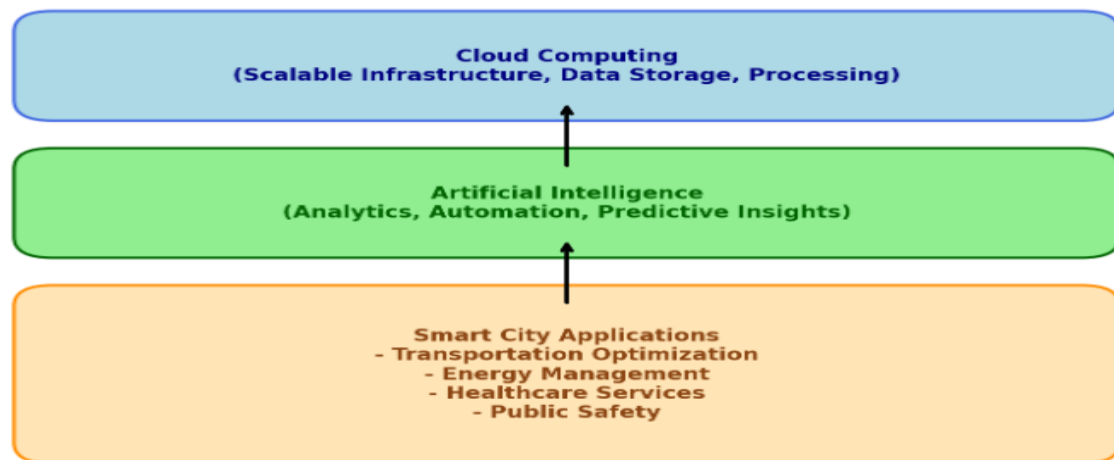 Cloud Computing
(Scalable Infrastructure, Data Storage, Processing)
Artificial Intelligence
(Analytics, Automation, Predictive Insights)
Smart City Applications
- Transportation Optimization
- Energy Management
- Healthcare Services
- Public Safety